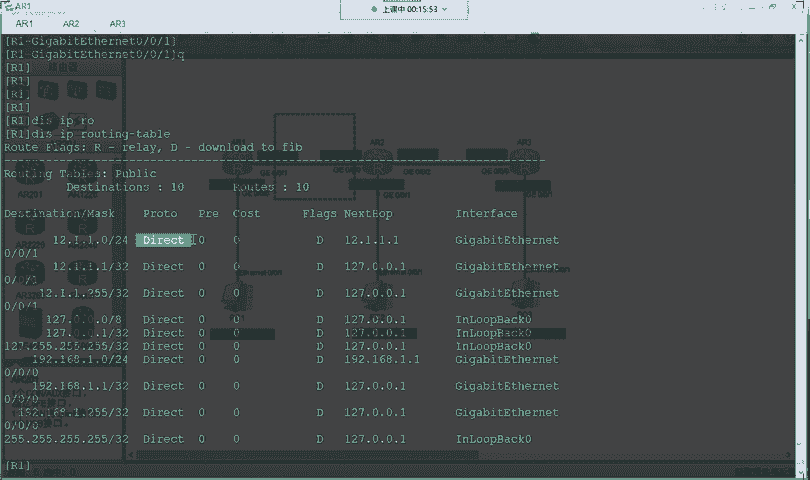 AR1
上课中 00:15:53
AR1 AR2 AR3
[R1-GigabitEthernet0/0/1]
[R1-GigabitEthernet0/0/1]q
[R1]
[R1]
[R1]
[R1]
[R1]dis ip ro
[R1]dis ip routing-table
Route Flags: R - relay, D - download to fib
Routing Tables: Public
Destinations : 10 Routes : 10
Destination/Mask Proto Pre Cost Flags NextHop Interface
12.1.1.0/24 Direct 0 0 D 12.1.1.1 GigabitEthernet
0/0/1
12.1.1.1/32 Direct 0 0 D 127.0.0.1 GigabitEthernet
0/0/1
12.1.1.255/32 Direct 0 0 D 127.0.0.1 GigabitEthernet
0/0/1
127.0.0.0/8 Direct 0 0 D 127.0.0.1 InLoopBack0
127.0.0.1/32 Direct 0 0 D 127.0.0.1 InLoopBack0
127.255.255.255/32 Direct 0 0 D 127.0.0.1 InLoopBack0
192.168.1.0/24 Direct 0 0 D 192.168.1.1 GigabitEthernet
0/0/0
192.168.1.1/32 Direct 0 0 D 127.0.0.1 GigabitEthernet
0/0/0
192.168.1.255/32 Direct 0 0 D 127.0.0.1 GigabitEthernet
0/0/0
255.255.255.255/32 Direct 0 0 D 127.0.0.1 InLoopBack0
[R1]